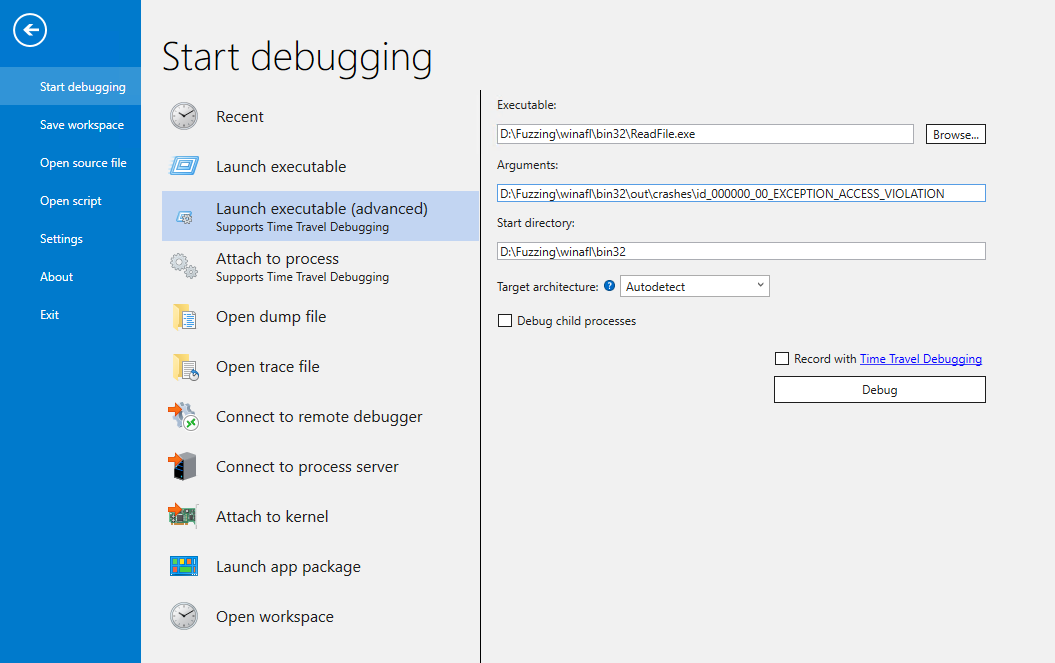 Start debugging
Save workspace
Open source file
Open script
Settings
About
Exit
Start debugging
Recent
Launch executable
Launch executable (advanced)
Supports Time Travel Debugging
Attach to process
Supports Time Travel Debugging
Open dump file
Open trace file
Connect to remote debugger
Connect to process server
Attach to kernel
Launch app package
Open workspace
Executable:
D:\Fuzzing\winafl\bin32\ReadFile.exe
Browse...
Arguments:
D:\Fuzzing\winafl\bin32\out\crashes\id_000000_00_EXCEPTION_ACCESS_VIOLATION
Start directory:
D:\Fuzzing\winafl\bin32
Target architecture: ? Autodetect
Debug child processes
Record with Time Travel Debugging
Debug